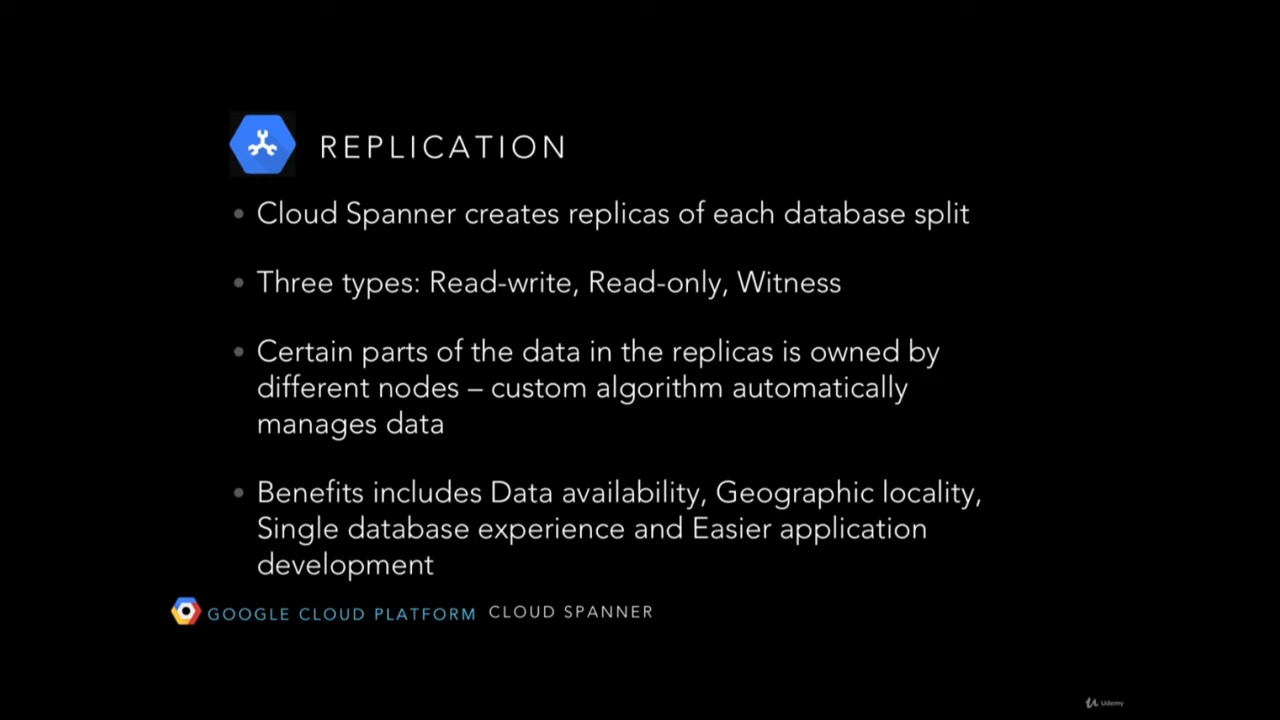 REPLICATION
• Cloud Spanner creates replicas of each database split
• Three types: Read-write, Read-only, Witness
• Certain parts of the data in the replicas is owned by
different nodes – custom algorithm automatically
manages data
• Benefits includes Data availability, Geographic locality,
Single database experience and Easier application
development
GOOGLE CLOUD PLATFORM CLOUD SPANNER
Udemy